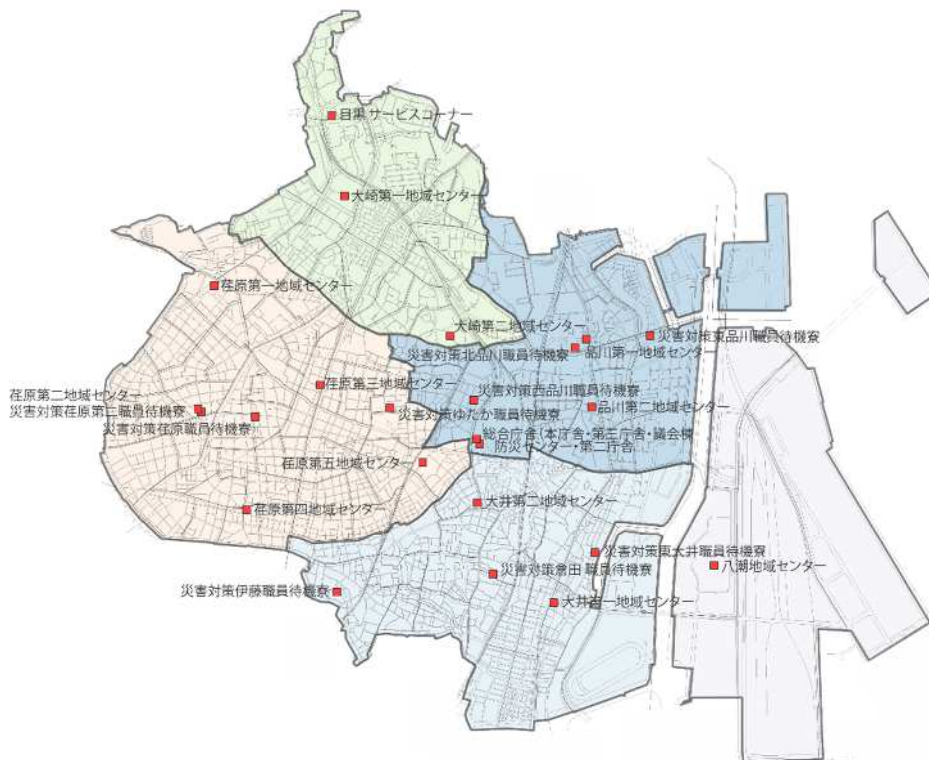 目黒サービスコーナー
大崎第一地域センター
荏原第一地域センター
大崎第二地域センター
災害対策東品川職員待機寮
災害対策北品川職員待機寮
品川第一地域センター
荏原第三地域センター
荏原第二地域センター
災害対策西品川職員待機寮
災害対策荏原第二職員待機寮
災害対策ゆたか職員待機寮
品川第二地域センター
災害対策荏原職員待機寮
総合庁舎(本庁舎・第三庁舎・議会棟
防災センター・第二庁舎
荏原第五地域センター
大井第二地域センター
荏原第四地域センター
災害対策東大井職員待機寮
八潮地域センター
災害対策倉田職員待機寮
災害対策伊藤職員待機寮
大井第一地域センター